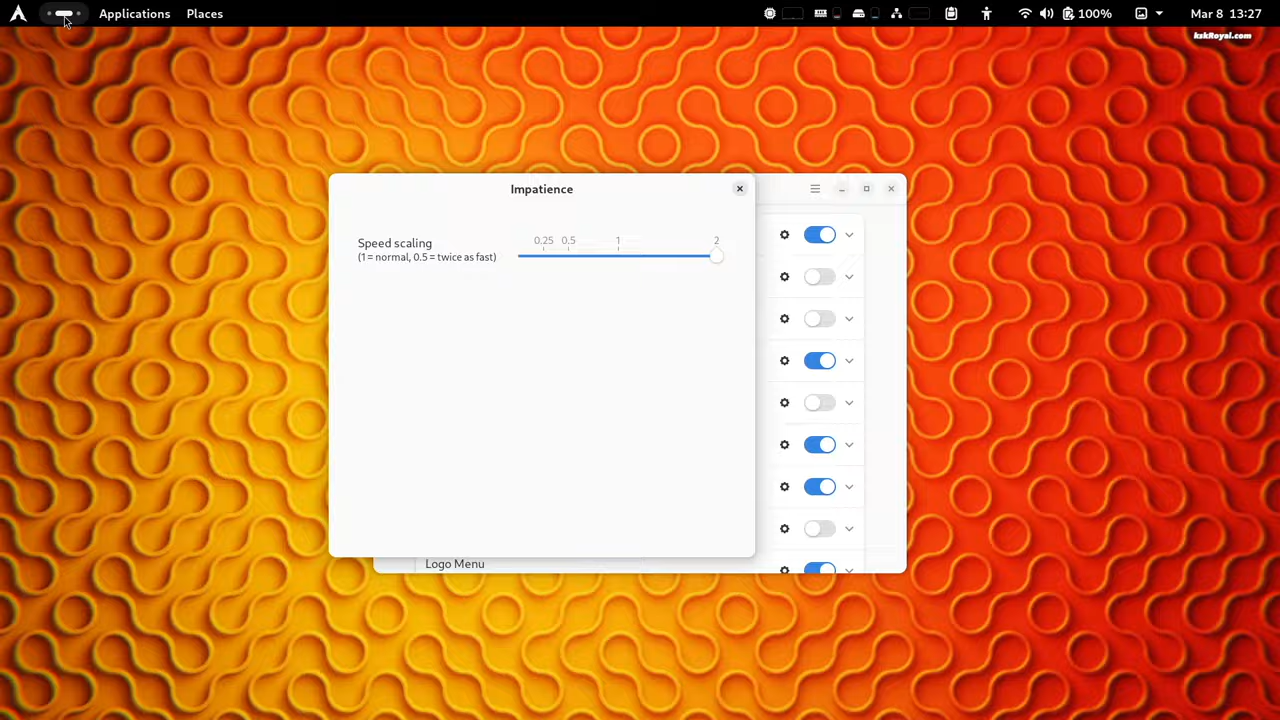 Applications Places 100% Mar 8 13:27
kskRoyal.com
Impatience
0.25 0.5 1 2
Speed scaling
(1 = normal, 0.5 = twice as fast)
Logo Menu